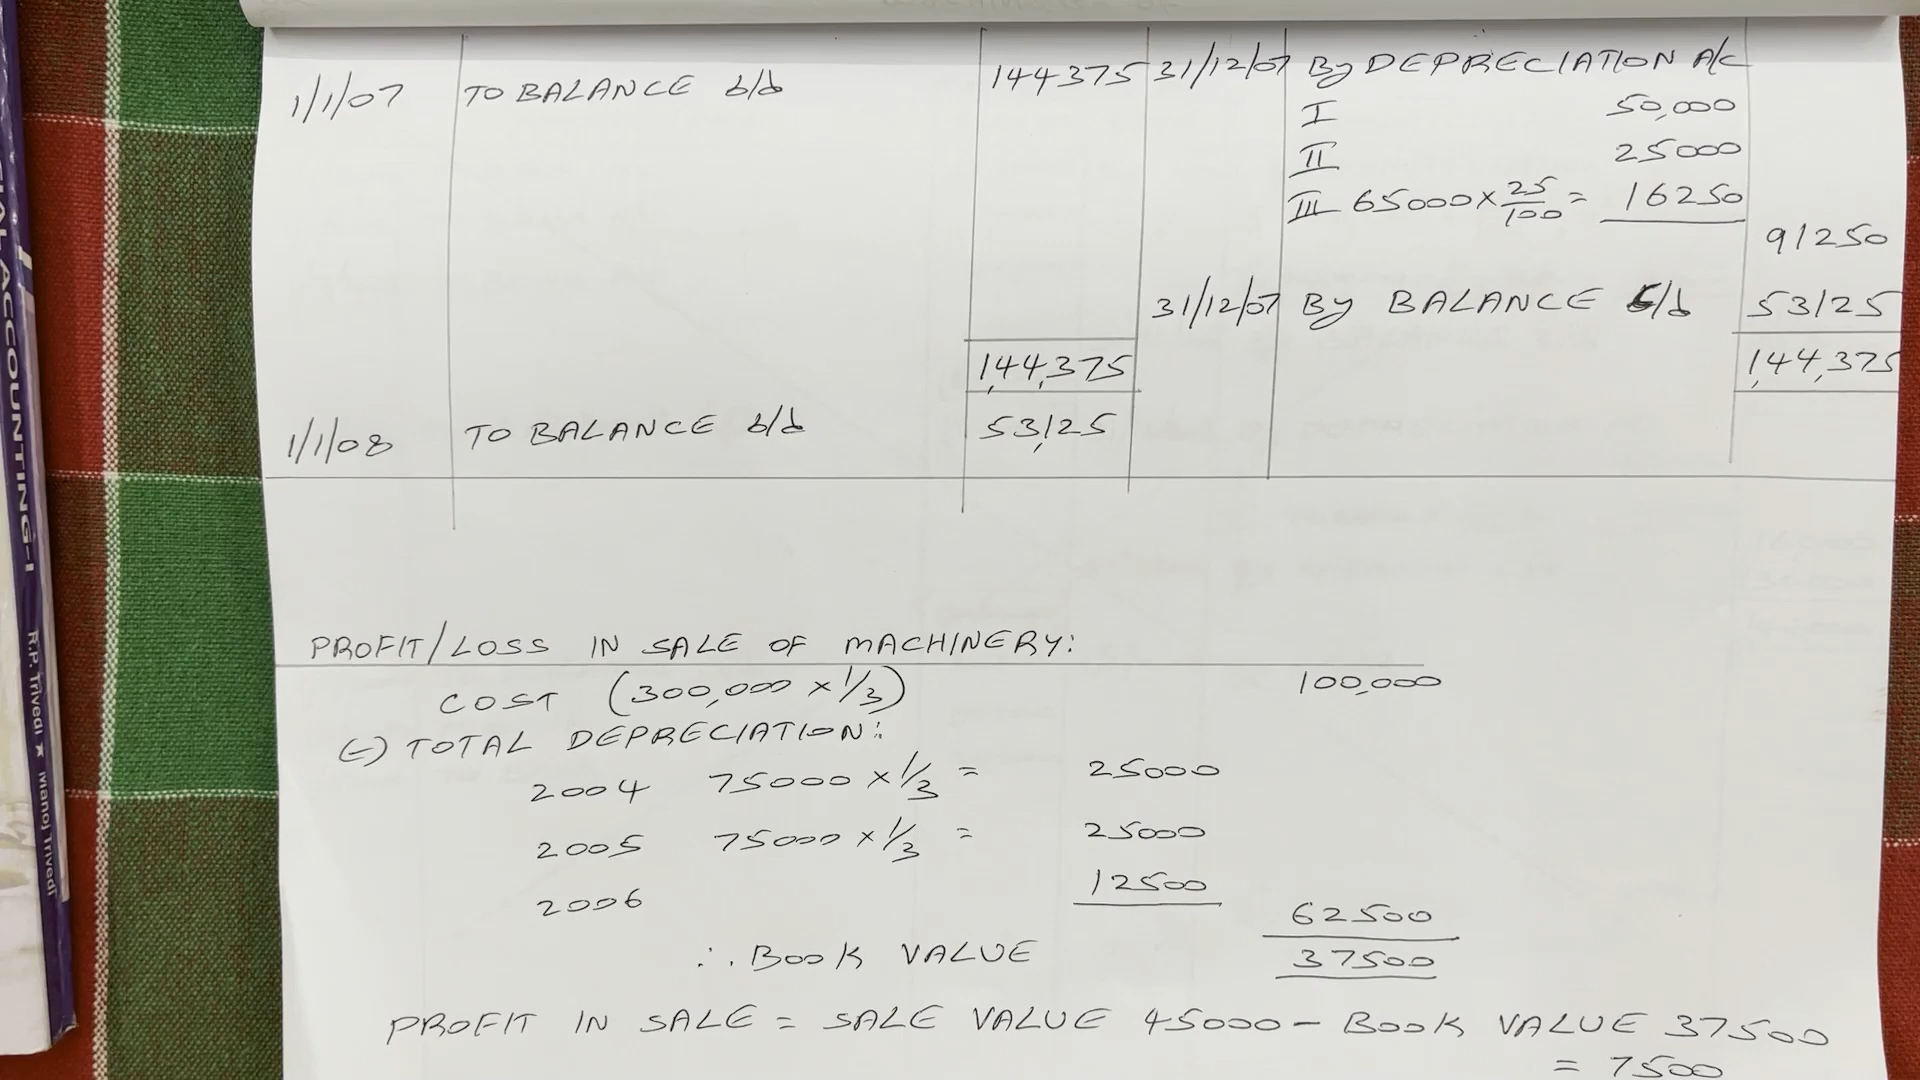 1/1/07 TO BALANCE b/d 144375 31/12/07 By DEPRECIATION A/C
I 50,000
II 25000
III 65000 × 25/100 = 16250
91250
31/12/07 By BALANCE c/d 53125
144,375 144,375
1/1/08 TO BALANCE b/d 53,125
PROFIT/LOSS IN SALE OF MACHINERY:
COST (300,000 × 1/3) 100,000
(-) TOTAL DEPRECIATION:
2004 75000 × 1/3 = 25000
2005 75000 × 1/3 = 25000
2006 12500
62500
∴ BOOK VALUE 37500
PROFIT IN SALE = SALE VALUE 45000 - BOOK VALUE 37500
= 7500
ACCOUNTING-I
R.P. Trivedi ★ Manoj Trivedi